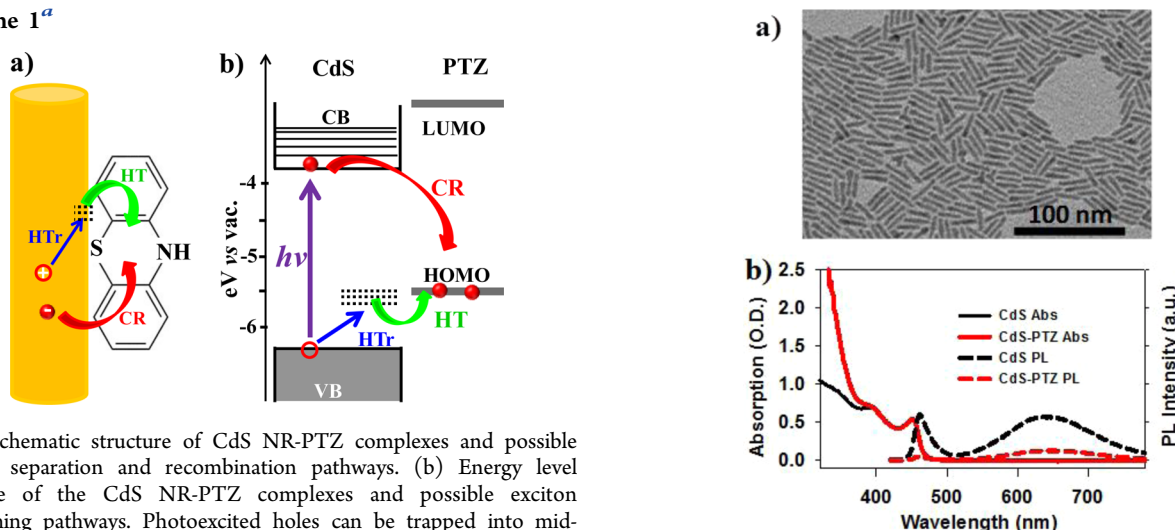 ne 1a
a)
HT
HTr
S
NH
CR
b)
CdS
PTZ
CB
LUMO
-4
CR
eV vs vac.
hν
-5
HOMO
HT
-6
HTr
VB
chematic structure of CdS NR-PTZ complexes and possible
separation and recombination pathways. (b) Energy level
e of the CdS NR-PTZ complexes and possible exciton
ning pathways. Photoexcited holes can be trapped into mid-
a)
100 nm
b)
2.5
2.0
1.5
1.0
0.5
0.0
Absorption (O.D.)
CdS Abs
CdS-PTZ Abs
CdS PL
CdS-PTZ PL
PL Intensity (a.u.)
400 500 600 700
Wavelength (nm)